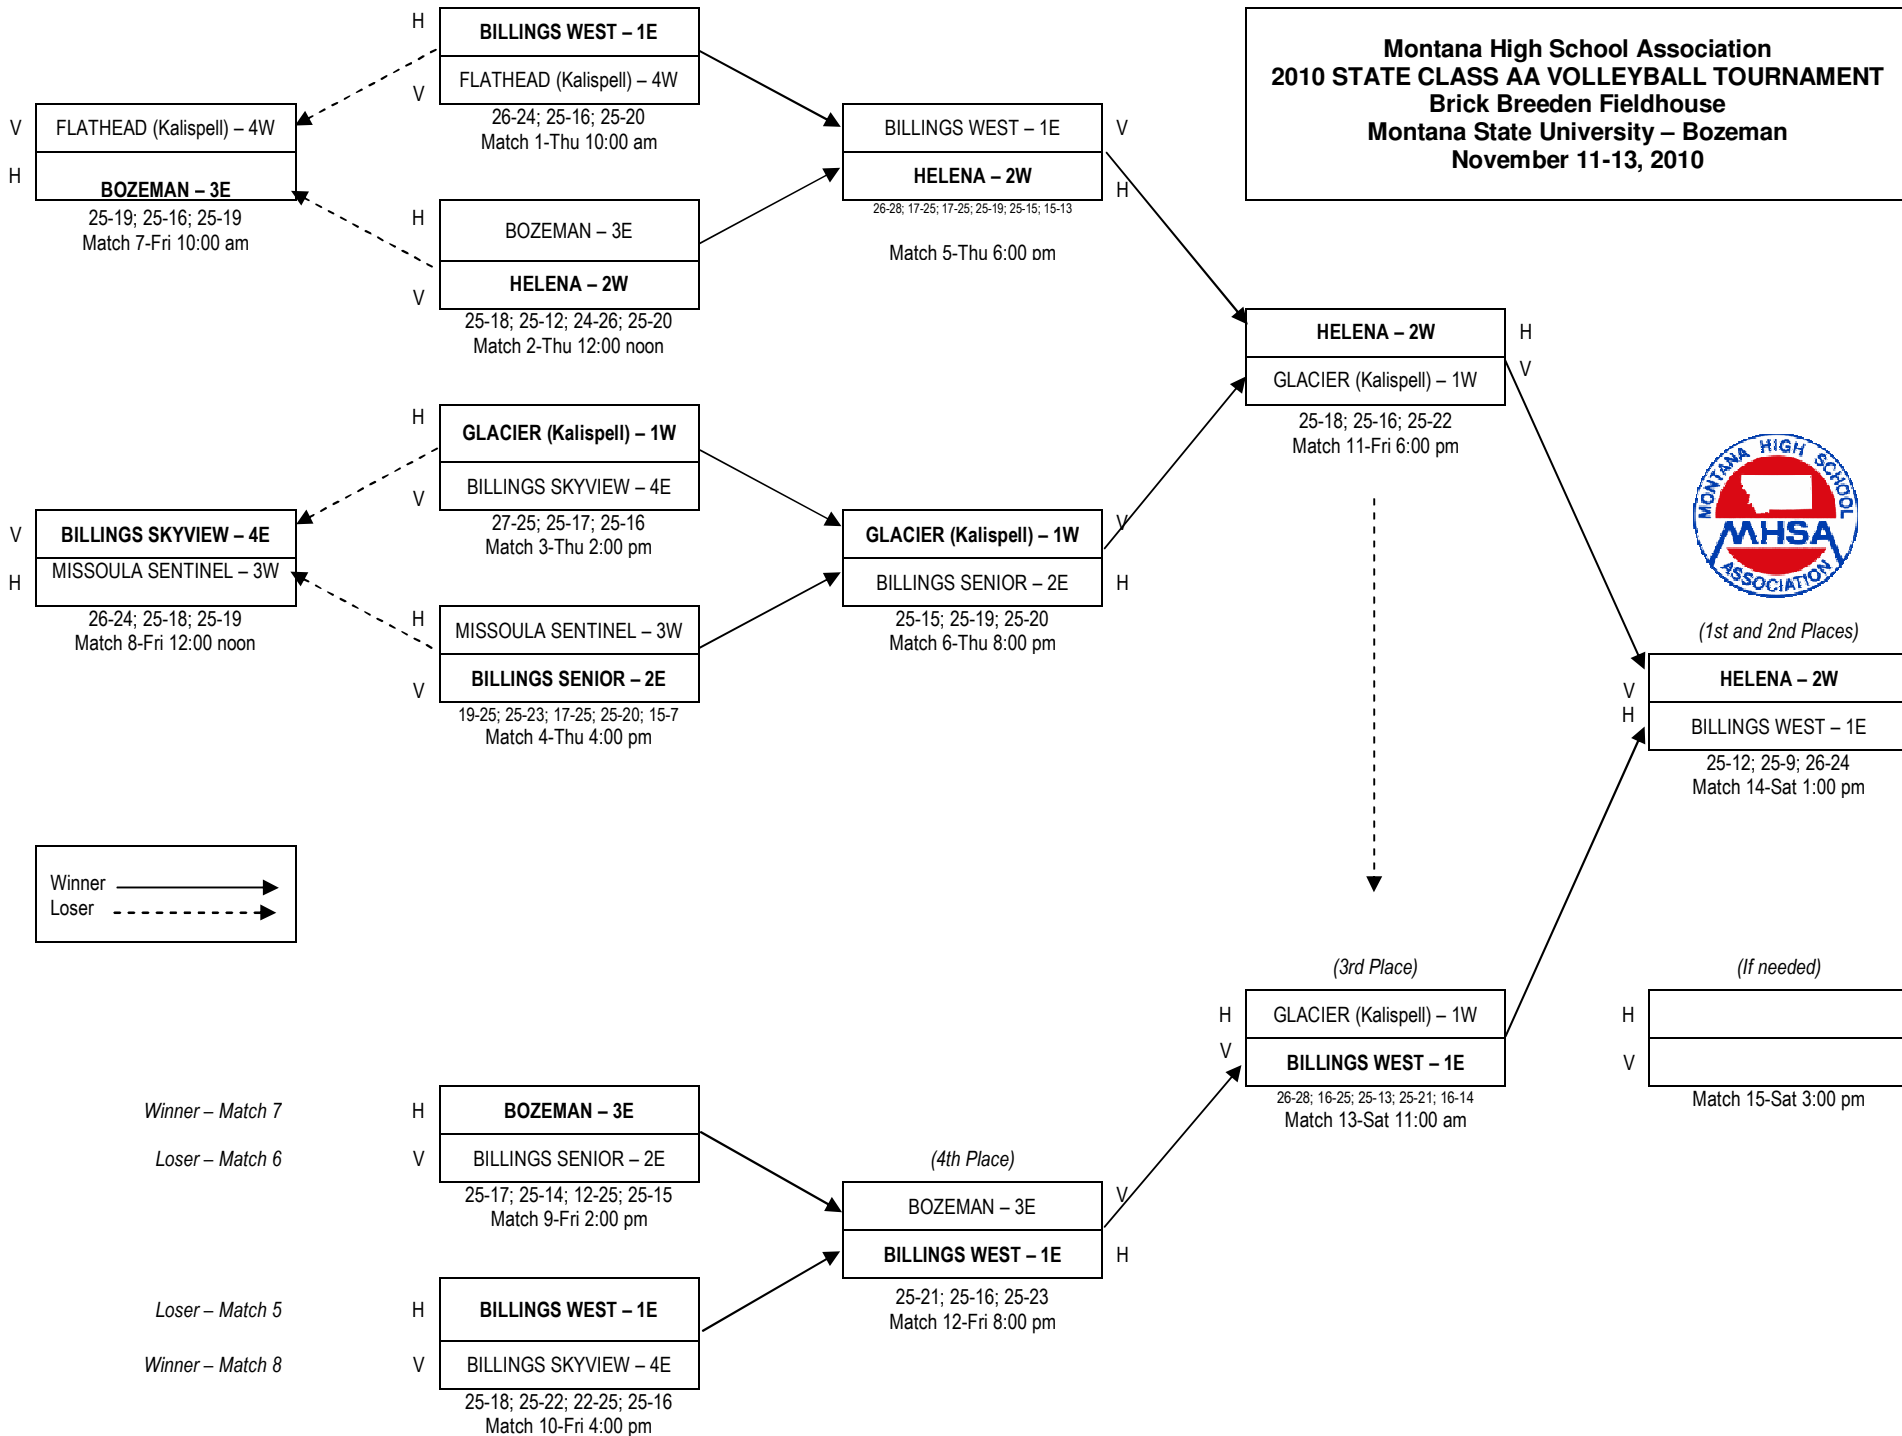 Montana High School Association
2010 STATE CLASS AA VOLLEYBALL TOURNAMENT
Brick Breeden Fieldhouse
Montana State University – Bozeman
November 11-13, 2010
H
BILLINGS WEST – 1E
V
FLATHEAD (Kalispell) – 4W
26-24; 25-16; 25-20
Match 1-Thu 10:00 am
V
FLATHEAD (Kalispell) – 4W
H
BOZEMAN – 3E
25-19; 25-16; 25-19
Match 7-Fri 10:00 am
H
BOZEMAN – 3E
V
HELENA – 2W
25-18; 25-12; 24-26; 25-20
Match 2-Thu 12:00 noon
BILLINGS WEST – 1E
V
HELENA – 2W
H
26-28; 17-25; 17-25; 25-19; 25-15; 15-13
Match 5-Thu 6:00 pm
HELENA – 2W
H
GLACIER (Kalispell) – 1W
V
25-18; 25-16; 25-22
Match 11-Fri 6:00 pm
H
GLACIER (Kalispell) – 1W
V
BILLINGS SKYVIEW – 4E
27-25; 25-17; 25-16
Match 3-Thu 2:00 pm
V
BILLINGS SKYVIEW – 4E
H
MISSOULA SENTINEL – 3W
26-24; 25-18; 25-19
Match 8-Fri 12:00 noon
H
MISSOULA SENTINEL – 3W
V
BILLINGS SENIOR – 2E
19-25; 25-23; 17-25; 25-20; 15-7
Match 4-Thu 4:00 pm
GLACIER (Kalispell) – 1W
V
BILLINGS SENIOR – 2E
H
25-15; 25-19; 25-20
Match 6-Thu 8:00 pm
MONTANA HIGH SCHOOL
MHSA
ASSOCIATION
(1st and 2nd Places)
V
HELENA – 2W
H
BILLINGS WEST – 1E
25-12; 25-9; 26-24
Match 14-Sat 1:00 pm
Winner
Loser
(3rd Place)
H
GLACIER (Kalispell) – 1W
V
BILLINGS WEST – 1E
26-28; 16-25; 25-13; 25-21; 16-14
Match 13-Sat 11:00 am
(If needed)
H
V
Match 15-Sat 3:00 pm
Winner – Match 7
H
BOZEMAN – 3E
Loser – Match 6
V
BILLINGS SENIOR – 2E
25-17; 25-14; 12-25; 25-15
Match 9-Fri 2:00 pm
(4th Place)
BOZEMAN – 3E
V
BILLINGS WEST – 1E
H
25-21; 25-16; 25-23
Match 12-Fri 8:00 pm
Loser – Match 5
H
BILLINGS WEST – 1E
Winner – Match 8
V
BILLINGS SKYVIEW – 4E
25-18; 25-22; 22-25; 25-16
Match 10-Fri 4:00 pm